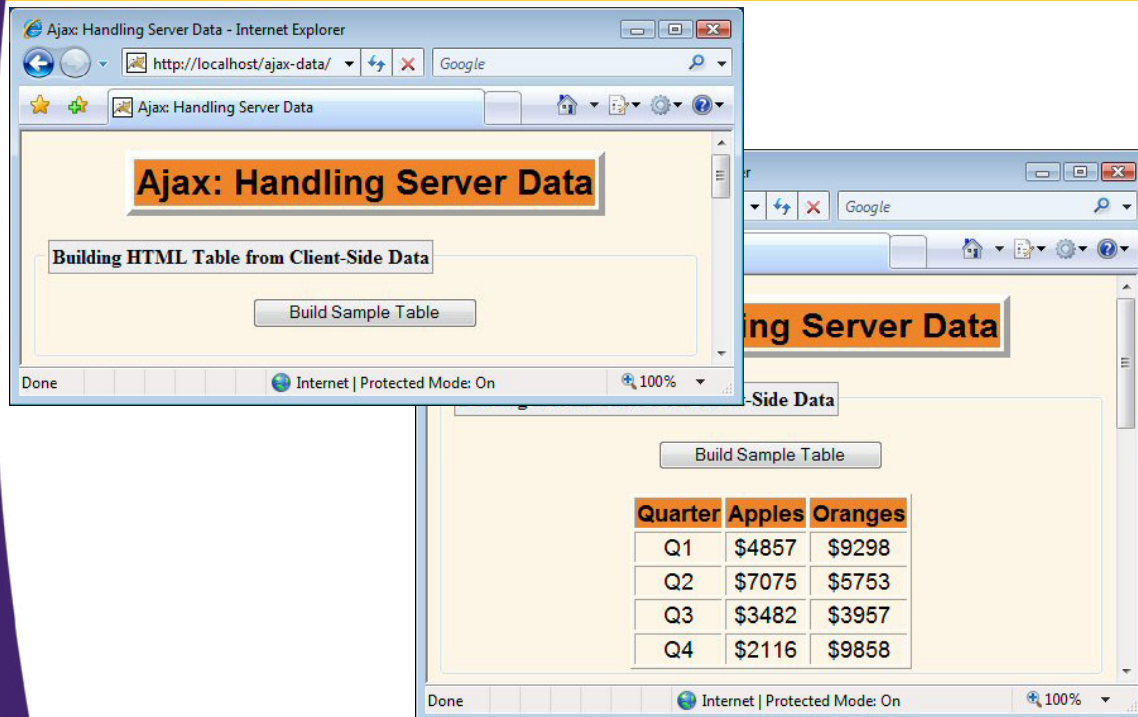 Ajax: Handling Server Data - Internet Explorer
http://localhost/ajax-data/ Google
Ajax: Handling Server Data
Ajax: Handling Server Data
Building HTML Table from Client-Side Data
Build Sample Table
Done Internet | Protected Mode: On 100%
Google
ing Server Data
-Side Data
Build Sample Table
Quarter Apples Oranges
Q1 $4857 $9298
Q2 $7075 $5753
Q3 $3482 $3957
Q4 $2116 $9858
Done Internet | Protected Mode: On 100%